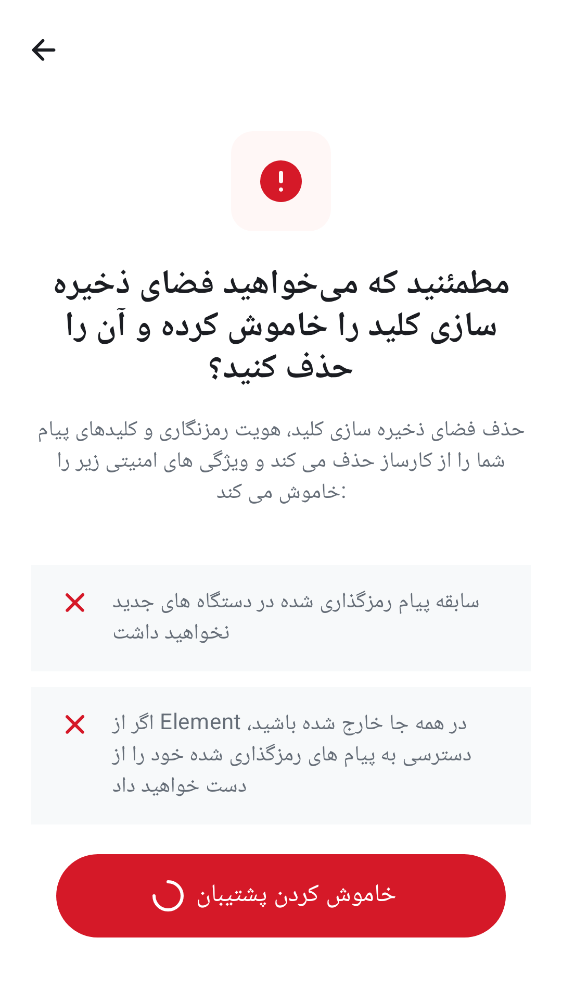 مطمئنید که می‌خواهید فضای ذخیره
سازی کلید را خاموش کرده و آن را
حذف کنید؟
حذف فضای ذخیره سازی کلید، هویت رمزنگاری و کلیدهای پیام
شما را از کارساز حذف می کند و ویژگی های امنیتی زیر را
خاموش می کند:
سابقه پیام رمزگذاری شده در دستگاه های جدید
نخواهید داشت
اگر از Element در همه جا خارج شده باشید،
دسترسی به پیام های رمزگذاری شده خود را از
دست خواهید داد
خاموش کردن پشتیبان